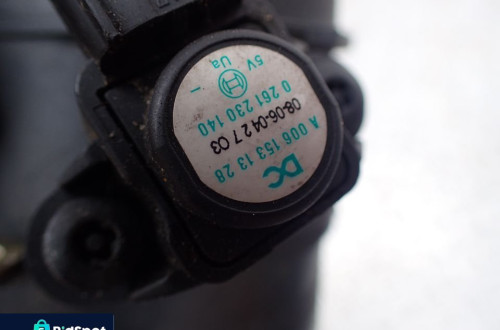 DC
A 006 153 13 28
08-06-04 2 7 03
0 261 230 140
5V Ua -
BidSpot